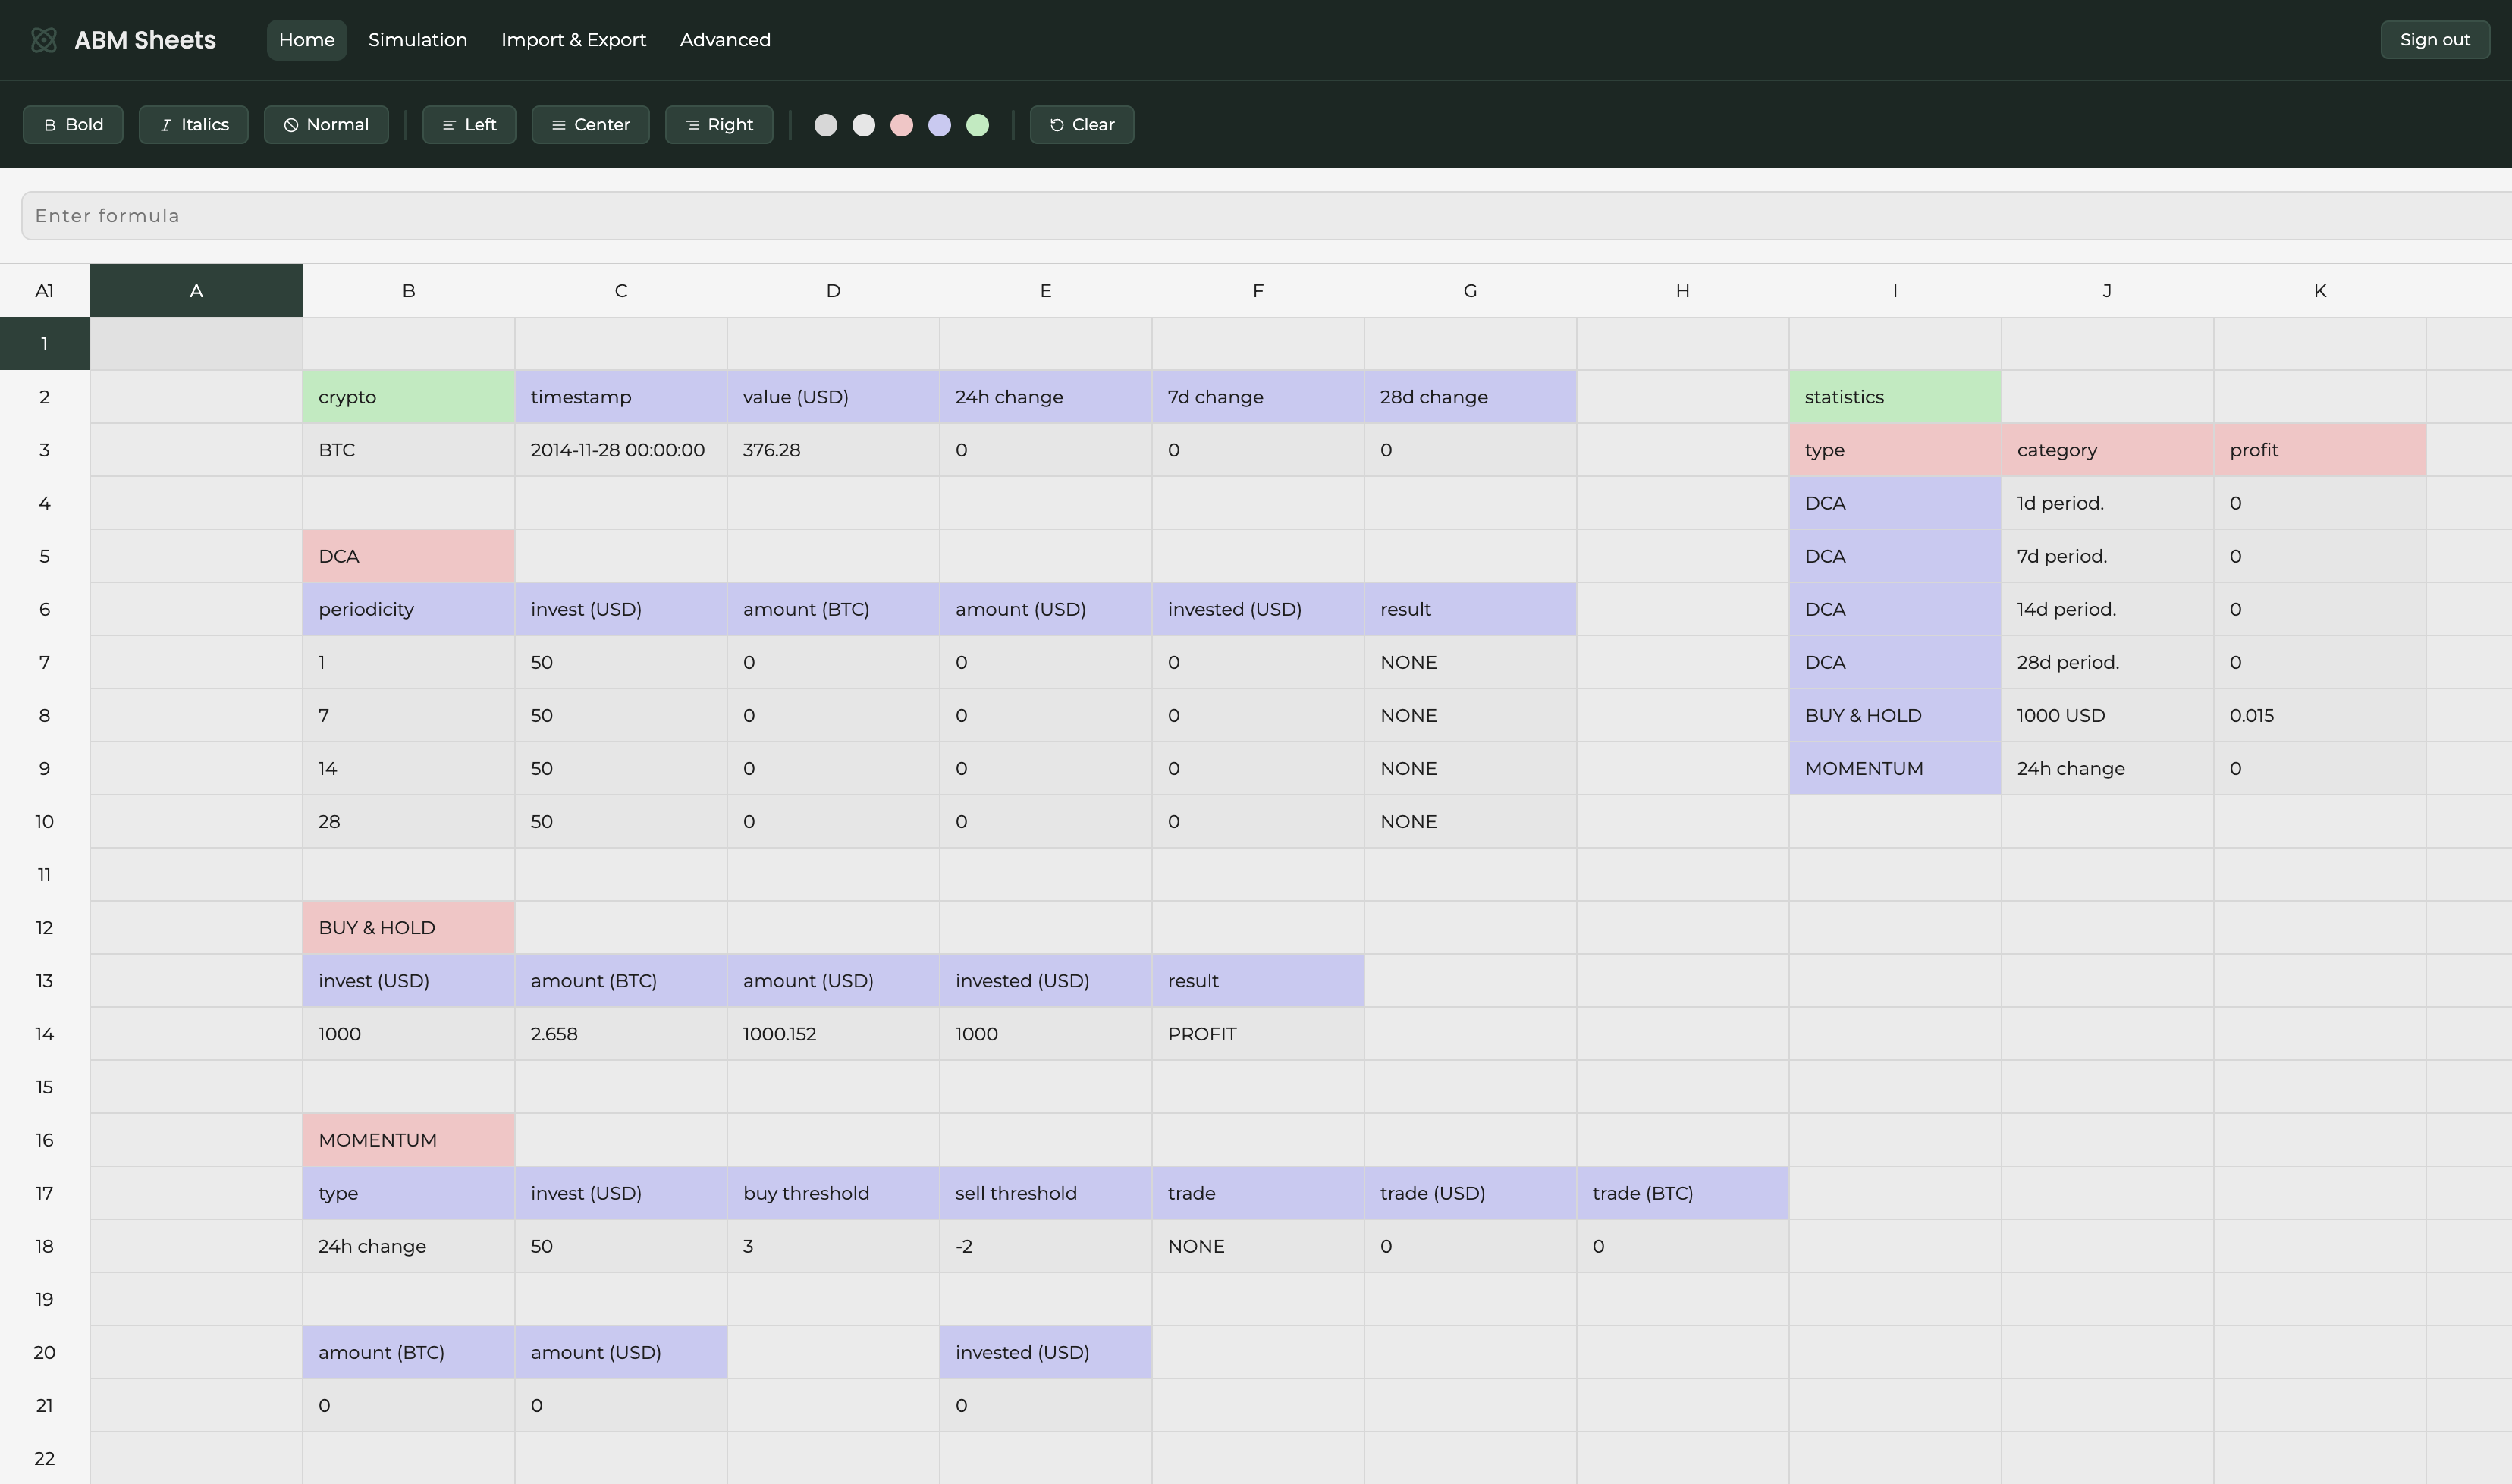 ABM Sheets Home Simulation Import & Export Advanced Sign out
Bold Italics Normal Left Center Right Clear
Enter formula
A1 A B C D E F G H I J K
1
2 crypto timestamp value (USD) 24h change 7d change 28d change statistics
3 BTC 2014-11-28 00:00:00 376.28 0 0 0 type category profit
4 DCA 1d period. 0
5 DCA DCA 7d period. 0
6 periodicity invest (USD) amount (BTC) amount (USD) invested (USD) result DCA 14d period. 0
7 1 50 0 0 0 NONE DCA 28d period. 0
8 7 50 0 0 0 NONE BUY & HOLD 1000 USD 0.015
9 14 50 0 0 0 NONE MOMENTUM 24h change 0
10 28 50 0 0 0 NONE
11
12 BUY & HOLD
13 invest (USD) amount (BTC) amount (USD) invested (USD) result
14 1000 2.658 1000.152 1000 PROFIT
15
16 MOMENTUM
17 type invest (USD) buy threshold sell threshold trade trade (USD) trade (BTC)
18 24h change 50 3 -2 NONE 0 0
19
20 amount (BTC) amount (USD) invested (USD)
21 0 0 0
22